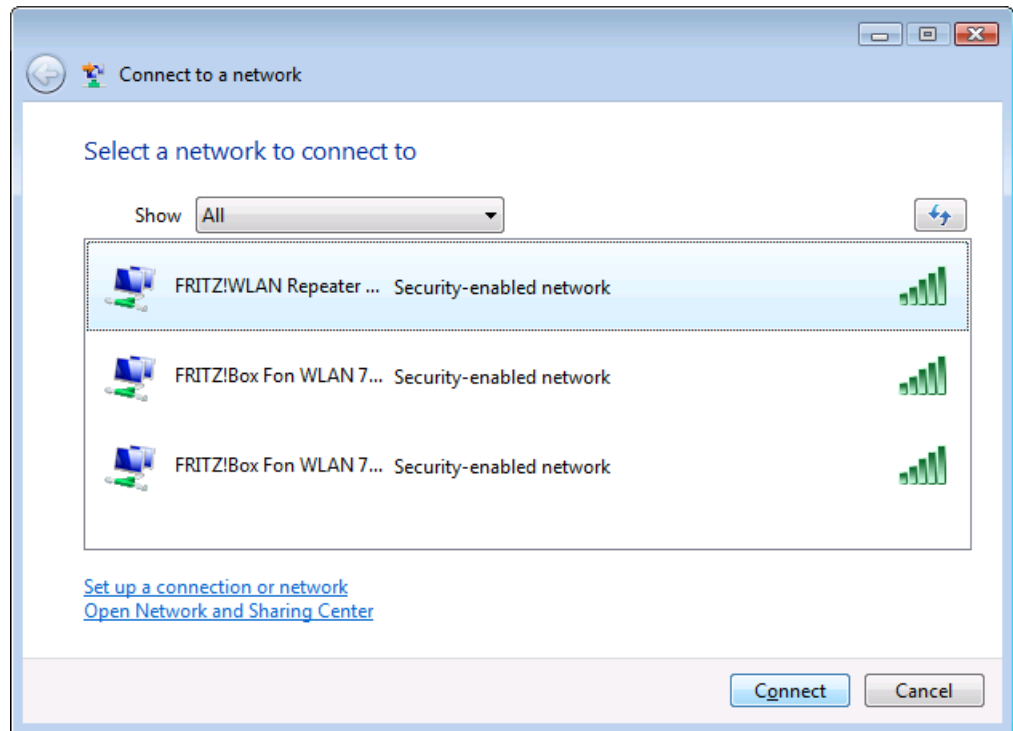 Connect to a network
Select a network to connect to
Show All
FRITZ!WLAN Repeater ... Security-enabled network
FRITZ!Box Fon WLAN 7... Security-enabled network
FRITZ!Box Fon WLAN 7... Security-enabled network
Set up a connection or network
Open Network and Sharing Center
Connect Cancel